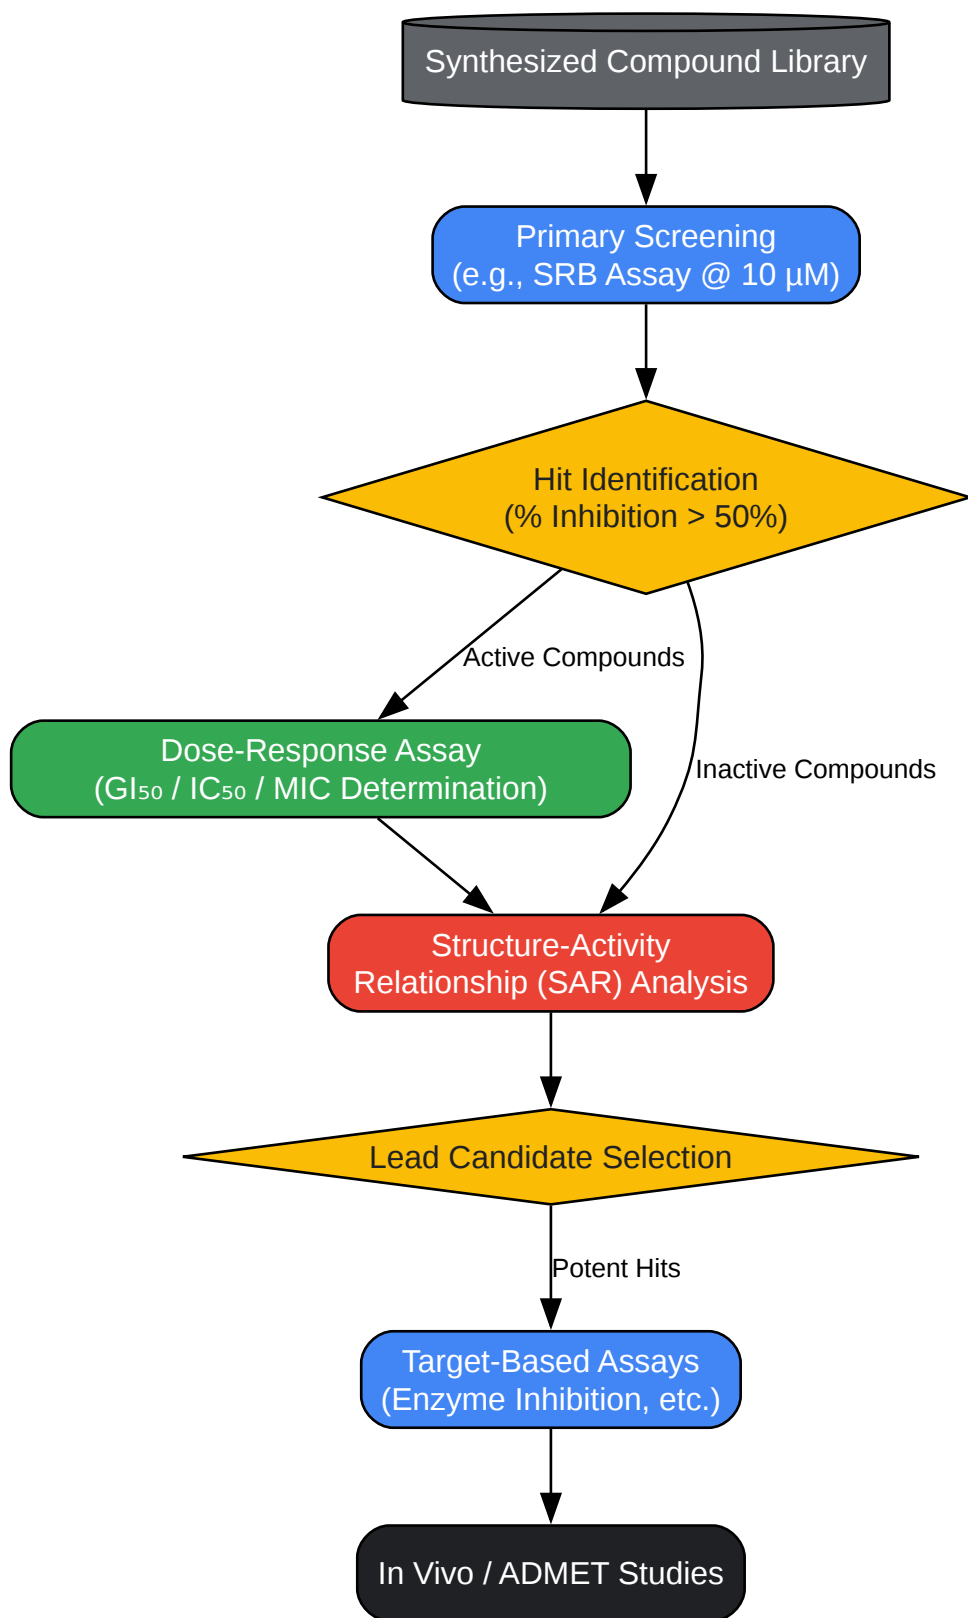 Synthesized Compound Library
Primary Screening
(e.g., SRB Assay @ 10 µM)
Hit Identification
(% Inhibition > 50%)
Active Compounds
Dose-Response Assay
(GI₅₀ / IC₅₀ / MIC Determination)
Inactive Compounds
Structure-Activity
Relationship (SAR) Analysis
Lead Candidate Selection
Potent Hits
Target-Based Assays
(Enzyme Inhibition, etc.)
In Vivo / ADMET Studies